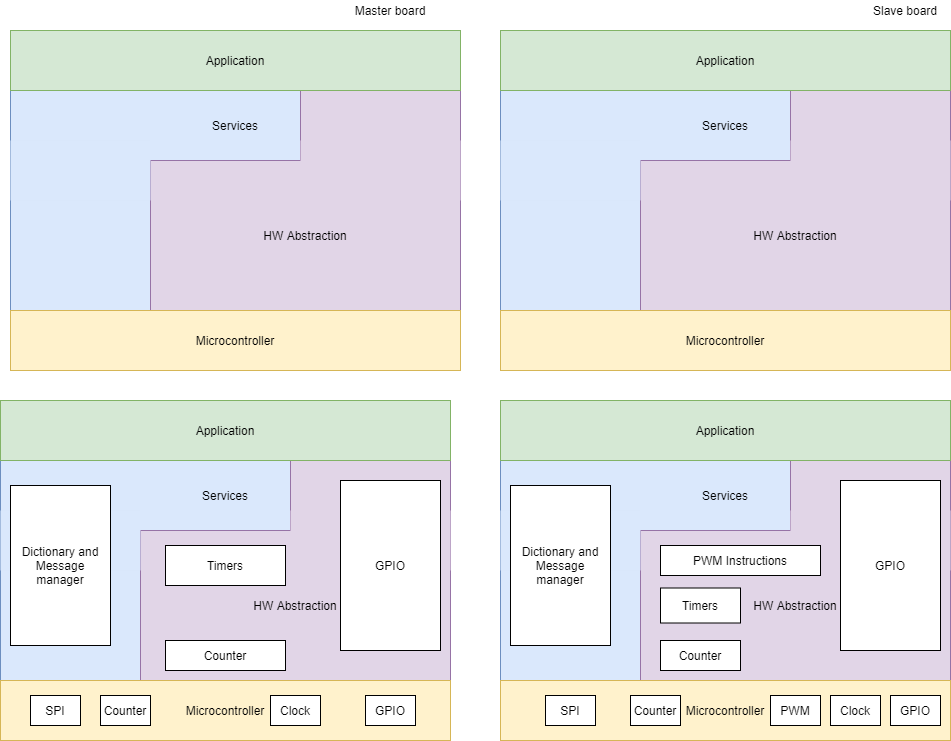 Master board
Slave board
Application
Application
Services
Services
HW Abstraction
HW Abstraction
Microcontroller
Microcontroller
Application
Services
Dictionary and
Message
manager
Timers
GPIO
HW Abstraction
Counter
SPI
Counter
Microcontroller
Clock
GPIO
Application
Services
Dictionary and
Message
manager
PWM Instructions
GPIO
Timers
HW Abstraction
Counter
SPI
Counter
Microcontroller
PWM
Clock
GPIO